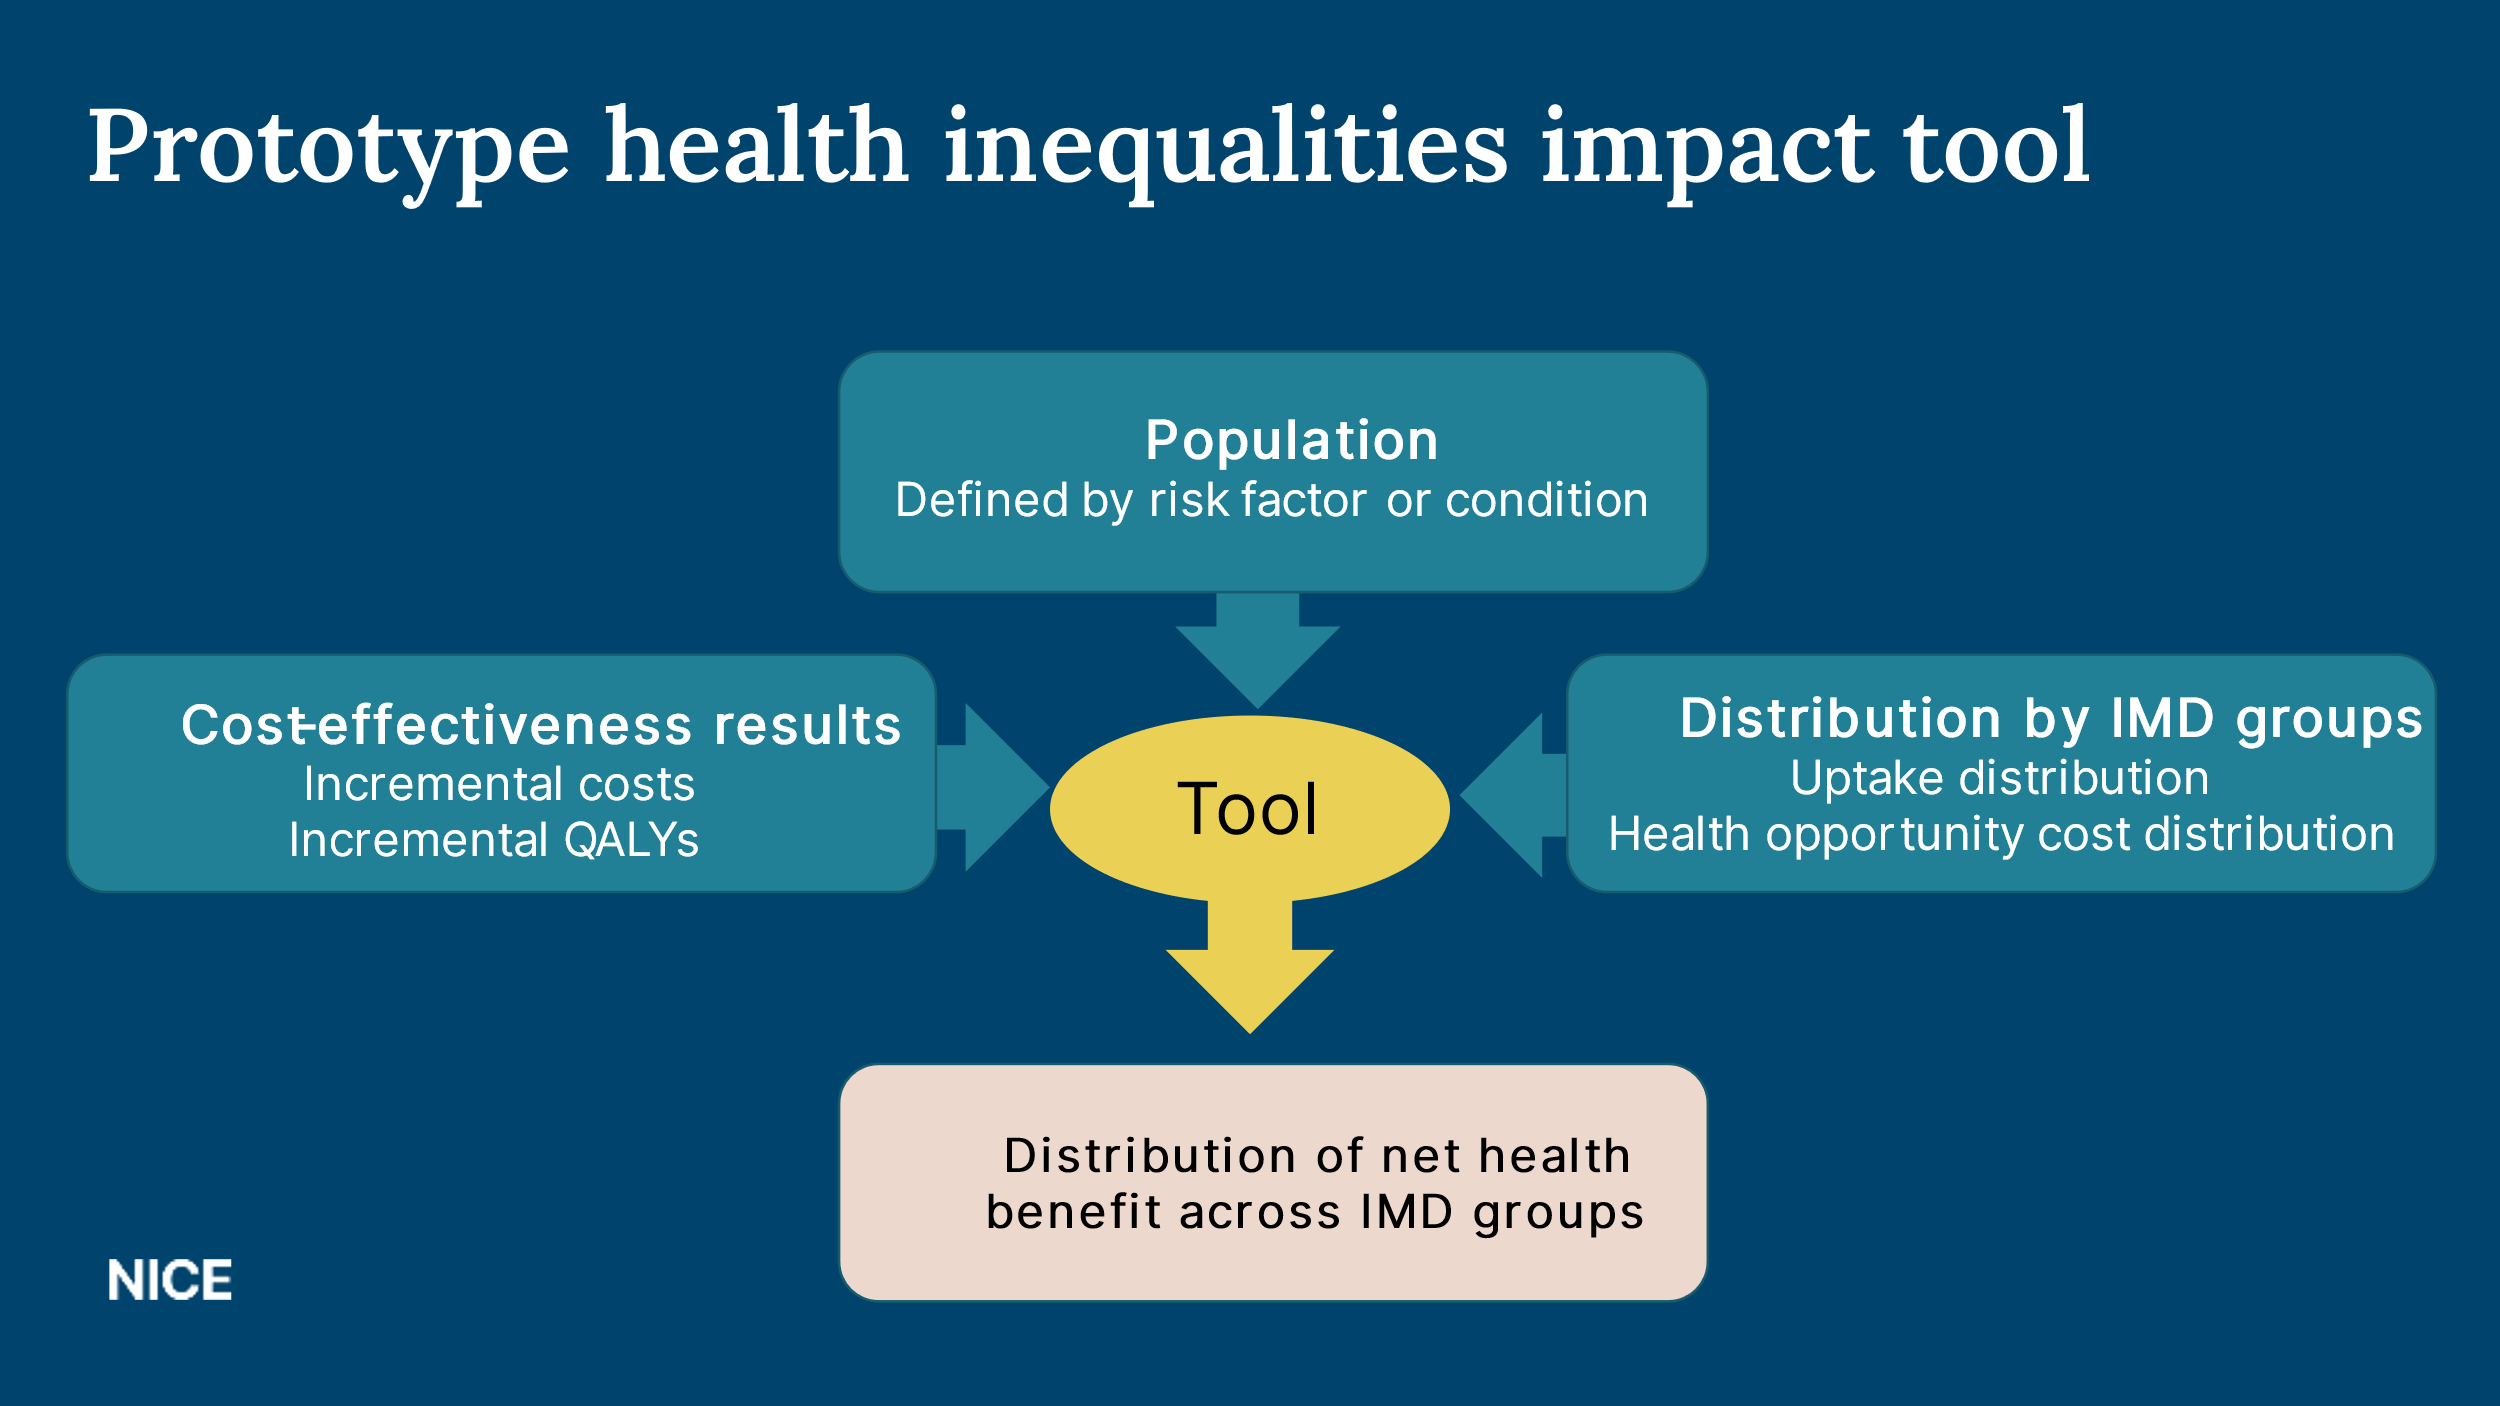 Prototype health inequalities impact tool
Population
Defined by risk factor or condition
Cost-effectiveness results
Incremental costs
Incremental QALYs
Tool
Distribution by IMD groups
Uptake distribution
Health opportunity cost distribution
Distribution of net health
benefit across IMD groups
NICE